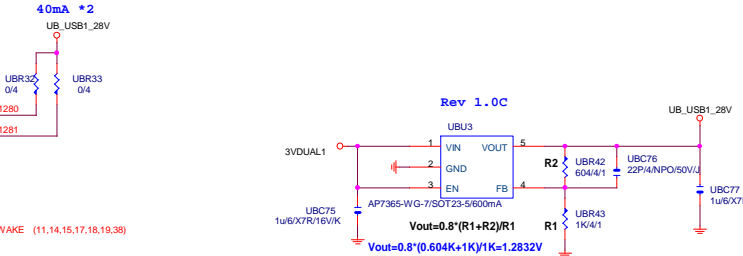 40mA *2
UB_USB1_28V
UBR32
0/4
UBR33
0/4
1280
1281
WAKE (11,14,15,17,18,19,38)
Rev 1.0C
UBU3
UB_USB1_28V
3VDUAL1
1 VIN VOUT 5
2 GND
3 EN FB 4
R2
UBR42
604/4/1
UBC76
22P/4/NPO/50V/J
UBC77
1u/6/X7
UBC75
1u/6/X7R/16V/K
AP7365-WG-7/SOT23-5/600mA
R1
UBR43
1K/4/1
Vout=0.8*(R1+R2)/R1
Vout=0.8*(0.604K+1K)/1K=1.2832V